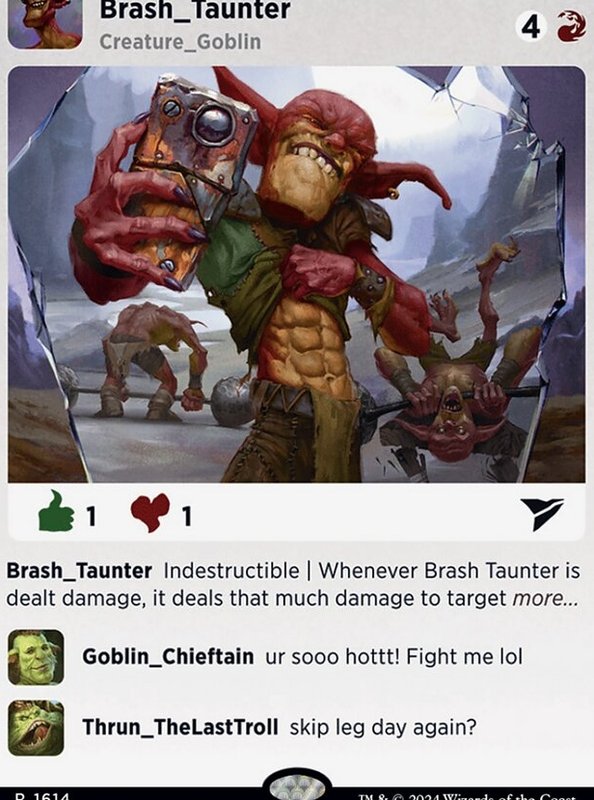 Brash_Taunter
4
Creature_Goblin
1 1
Brash_Taunter Indestructible | Whenever Brash Taunter is
dealt damage, it deals that much damage to target more...
Goblin_Chieftain ur sooo hottt! Fight me lol
Thrun_TheLastTroll skip leg day again?
R 1614
™ & © 2024 Wizards of the Coast